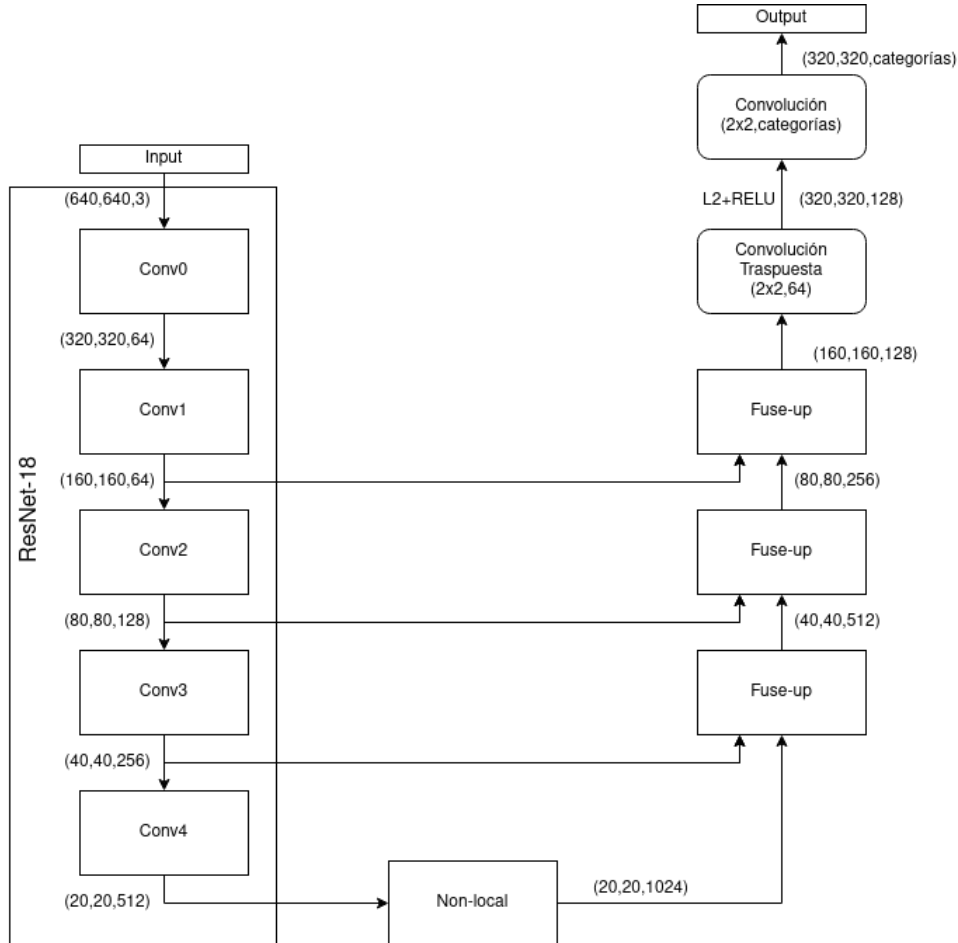 Output
(320,320,categorías)
Convolución
(2x2,categorías)
L2+RELU
(320,320,128)
Convolución
Traspuesta
(2x2,64)
(160,160,128)
Fuse-up
(80,80,256)
Fuse-up
(40,40,512)
Fuse-up
Input
(640,640,3)
Conv0
(320,320,64)
Conv1
(160,160,64)
ResNet-18
Conv2
(80,80,128)
Conv3
(40,40,256)
Conv4
(20,20,512)
Non-local
(20,20,1024)